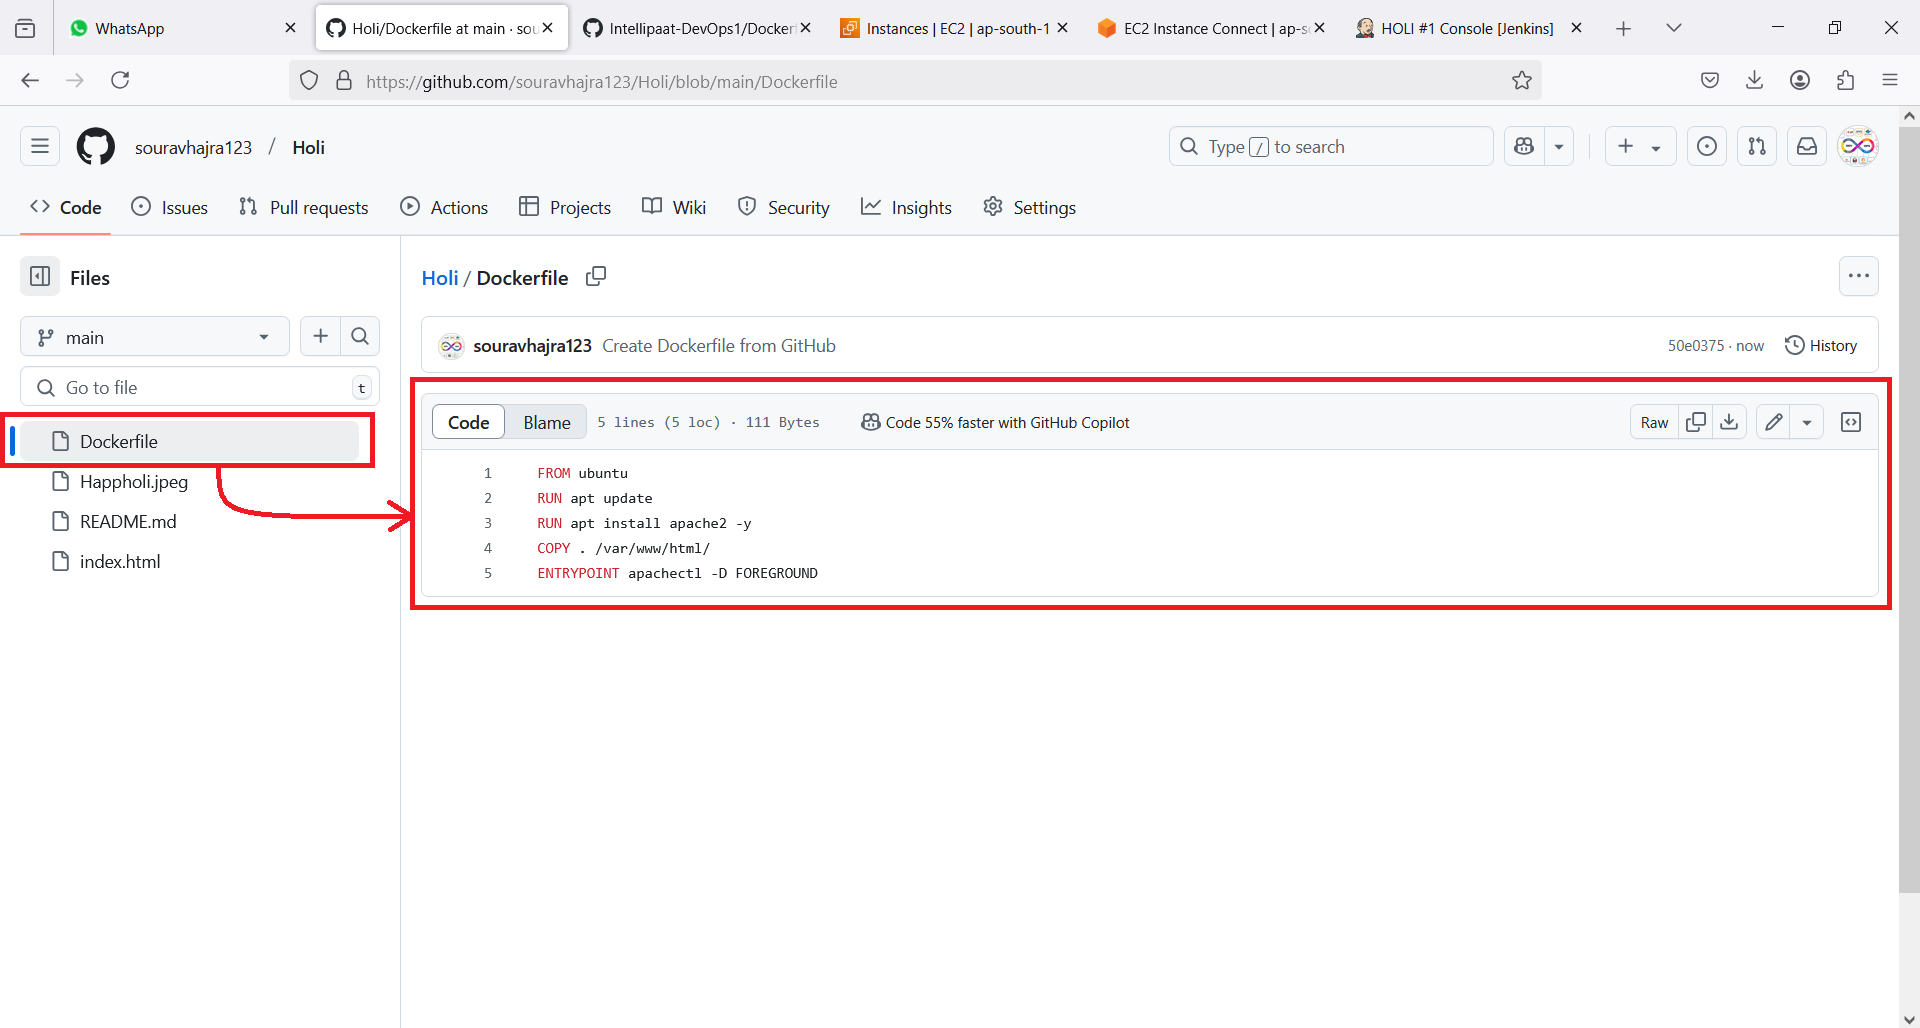 WhatsApp
Holi/Dockerfile at main · sou
Intellipaat-DevOps1/Docker
Instances | EC2 | ap-south-1
EC2 Instance Connect | ap-s
HOLI #1 Console [Jenkins]
https://github.com/souravhajra123/Holi/blob/main/Dockerfile
souravhajra123 / Holi
Type / to search
Code
Issues
Pull requests
Actions
Projects
Wiki
Security
Insights
Settings
Files
main
Go to file
t
Dockerfile
Happholi.jpeg
README.md
index.html
Holi / Dockerfile
souravhajra123 Create Dockerfile from GitHub
50e0375 · now
History
Code
Blame
5 lines (5 loc) · 111 Bytes
Code 55% faster with GitHub Copilot
Raw
1 FROM ubuntu
2 RUN apt update
3 RUN apt install apache2 -y
4 COPY . /var/www/html/
5 ENTRYPOINT apachectl -D FOREGROUND